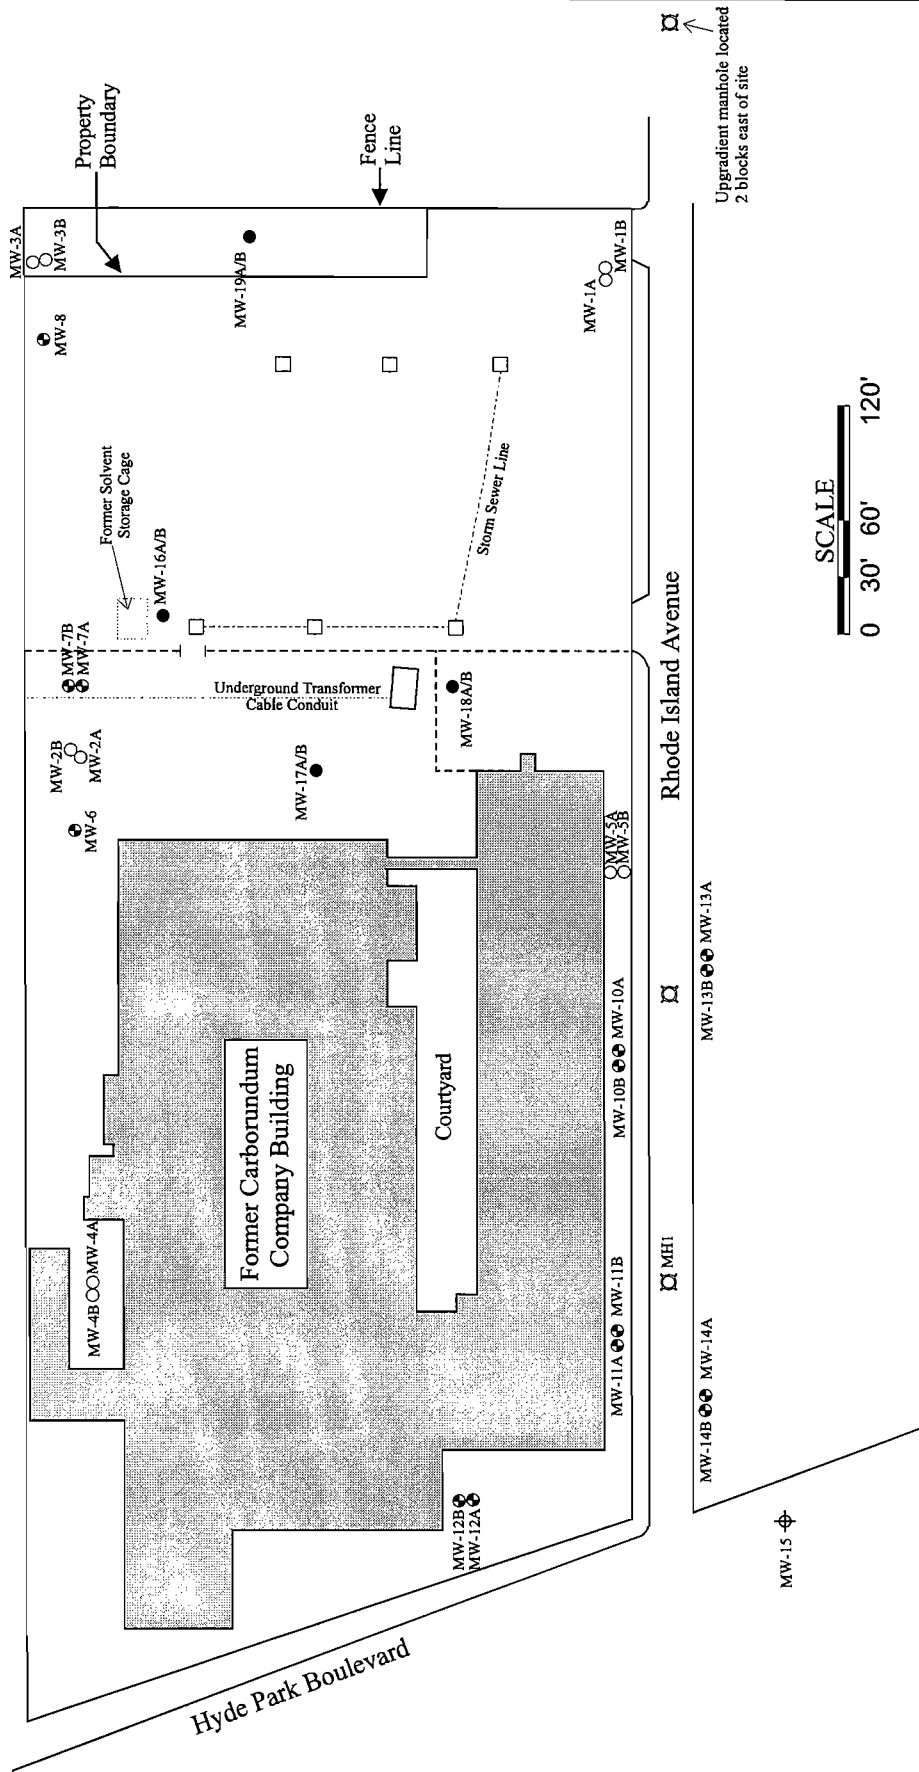 Upgradient manhole located
2 blocks east of site
Property
Boundary
Fence
Line
MW-3A
MW-3B
MW-19A/B
MW-1A
MW-1B
MW-8
Former Solvent
Storage Cage
MW-16A/B
Storm Sewer Line
MW-7B
MW-7A
Underground Transformer
Cable Conduit
MW-18A/B
MW-2B
MW-2A
MW-17A/B
MW-6
MW-5A
MW-5B
Rhode Island Avenue
SCALE
0 30' 60' 120'
MW-13B MW-13A
MW-10B MW-10A
Former Carborundum
Company Building
Courtyard
MW-4B MW-4A
MH1
MW-11A MW-11B
MW-14B MW-14A
MW-12B
MW-12A
MW-15
Hyde Park Boulevard